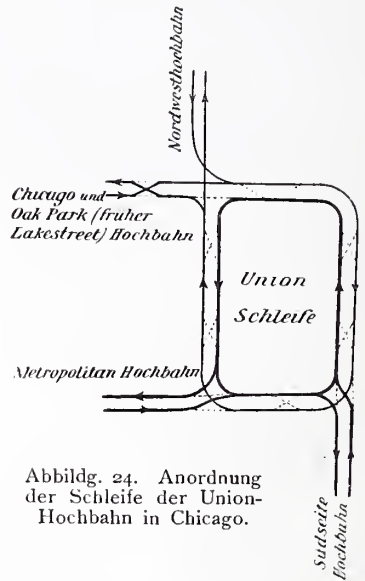 Nordwesthochbahn
Chicago und
Oak Park (früher
Lakestreet) Hochbahn
Union
Schleife
Metropolitan Hochbahn
Südseite
Hochbahn
Abbildg. 24. Anordnung
der Schleife der Union-
Hochbahn in Chicago.